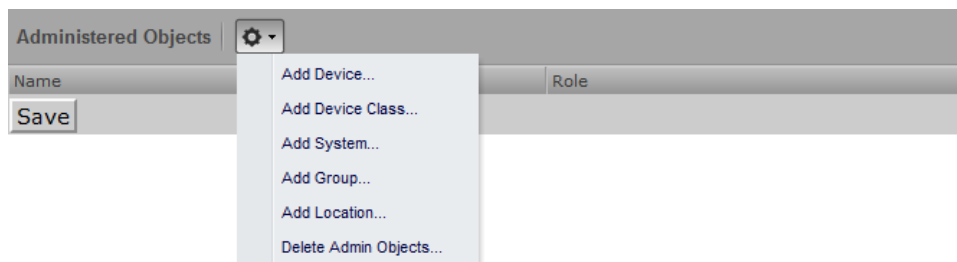 Administered Objects
Name Role
Save
Add Device...
Add Device Class...
Add System...
Add Group...
Add Location...
Delete Admin Objects...